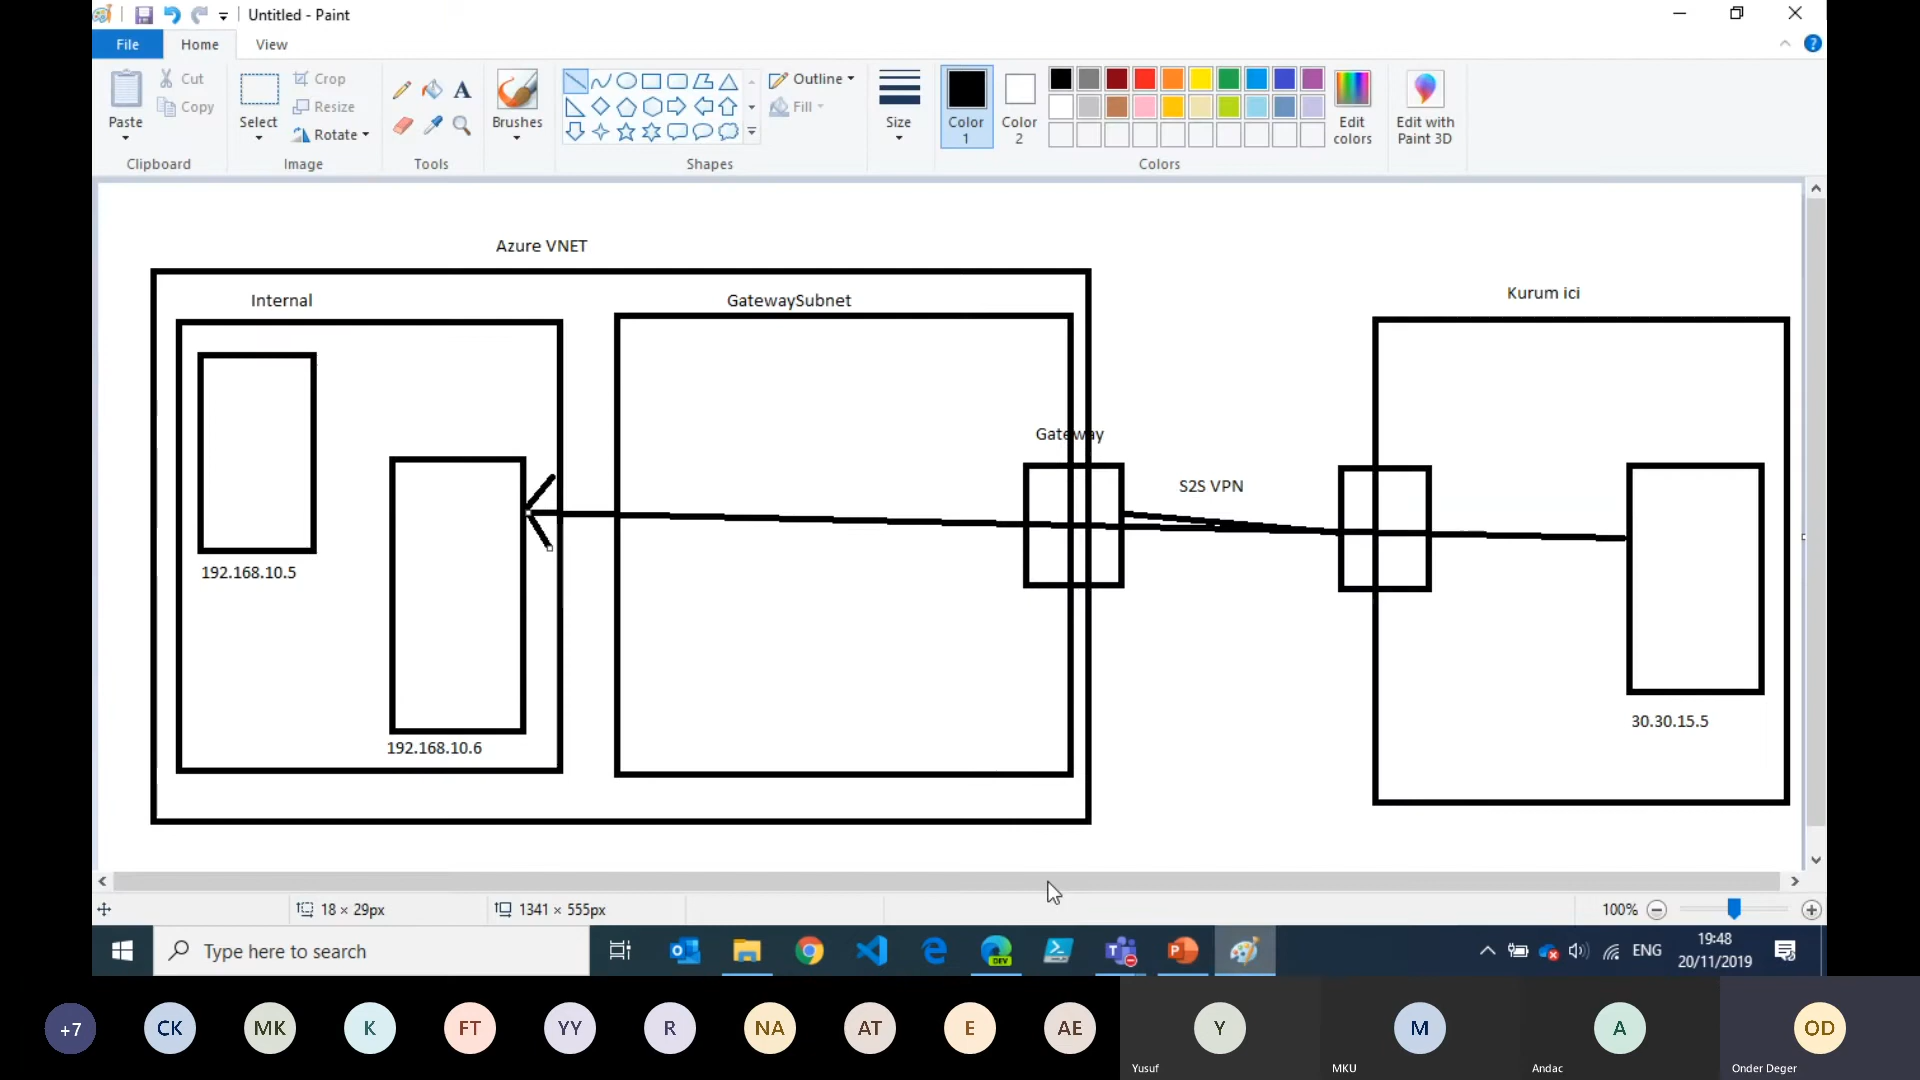 Untitled - Paint
File
Home
View
Paste
Cut
Copy
Clipboard
Select
Crop
Resize
Rotate
Image
Tools
Brushes
Shapes
Outline
Fill
Size
Color
1
Color
2
Edit
colors
Colors
Edit with
Paint 3D
Azure VNET
Internal
GatewaySubnet
Kurum ici
Gateway
S2S VPN
192.168.10.5
192.168.10.6
30.30.15.5
18 × 29px
1341 × 555px
100%
Type here to search
DEV
ENG
19:48
20/11/2019
+7
CK
MK
K
FT
YY
R
NA
AT
E
AE
Y
Yusuf
M
MKU
A
Andac
OD
Onder Deger